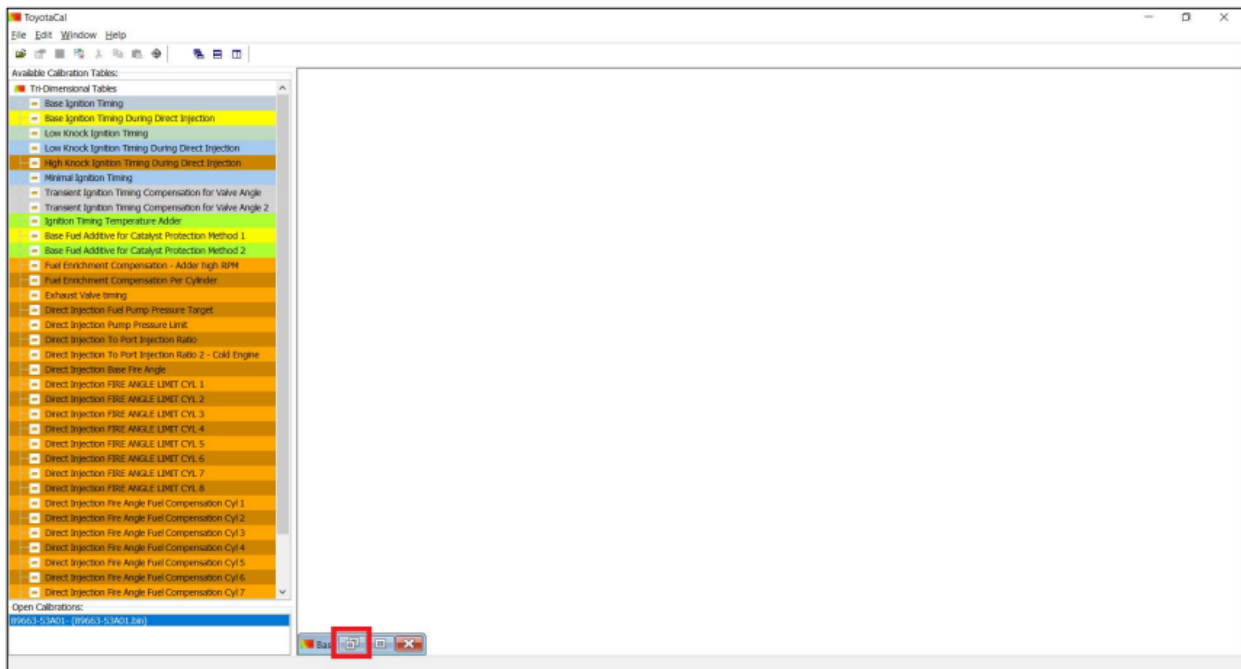 ToyotaCal
File Edit Window Help
Available Calibration Tables:
Tri-Dimensional Tables
Base Ignition Timing
Base Ignition Timing During Direct Injection
Low Knock Ignition Timing
Low Knock Ignition Timing During Direct Injection
High Knock Ignition Timing During Direct Injection
Minimal Ignition Timing
Transient Ignition Timing Compensation for Valve Angle
Transient Ignition Timing Compensation for Valve Angle 2
Ignition Timing Temperature Adder
Base Fuel Additive for Catalyst Protection Method 1
Base Fuel Additive for Catalyst Protection Method 2
Fuel Enrichment Compensation - Adder high RPM
Fuel Enrichment Compensation Per Cylinder
Exhaust Valve timing
Direct Injection Fuel Pump Pressure Target
Direct Injection Pump Pressure Limit
Direct Injection To Port Injection Ratio
Direct Injection To Port Injection Ratio 2 - Cold Engine
Direct Injection Base Fire Angle
Direct Injection FIRE ANGLE LIMIT CYL 1
Direct Injection FIRE ANGLE LIMIT CYL 2
Direct Injection FIRE ANGLE LIMIT CYL 3
Direct Injection FIRE ANGLE LIMIT CYL 4
Direct Injection FIRE ANGLE LIMIT CYL 5
Direct Injection FIRE ANGLE LIMIT CYL 6
Direct Injection FIRE ANGLE LIMIT CYL 7
Direct Injection FIRE ANGLE LIMIT CYL 8
Direct Injection Fire Angle Fuel Compensation Cyl 1
Direct Injection Fire Angle Fuel Compensation Cyl 2
Direct Injection Fire Angle Fuel Compensation Cyl 3
Direct Injection Fire Angle Fuel Compensation Cyl 4
Direct Injection Fire Angle Fuel Compensation Cyl 5
Direct Injection Fire Angle Fuel Compensation Cyl 6
Direct Injection Fire Angle Fuel Compensation Cyl 7
Open Calibrations:
89663-53A01- (89663-53A01.bin)
Bas